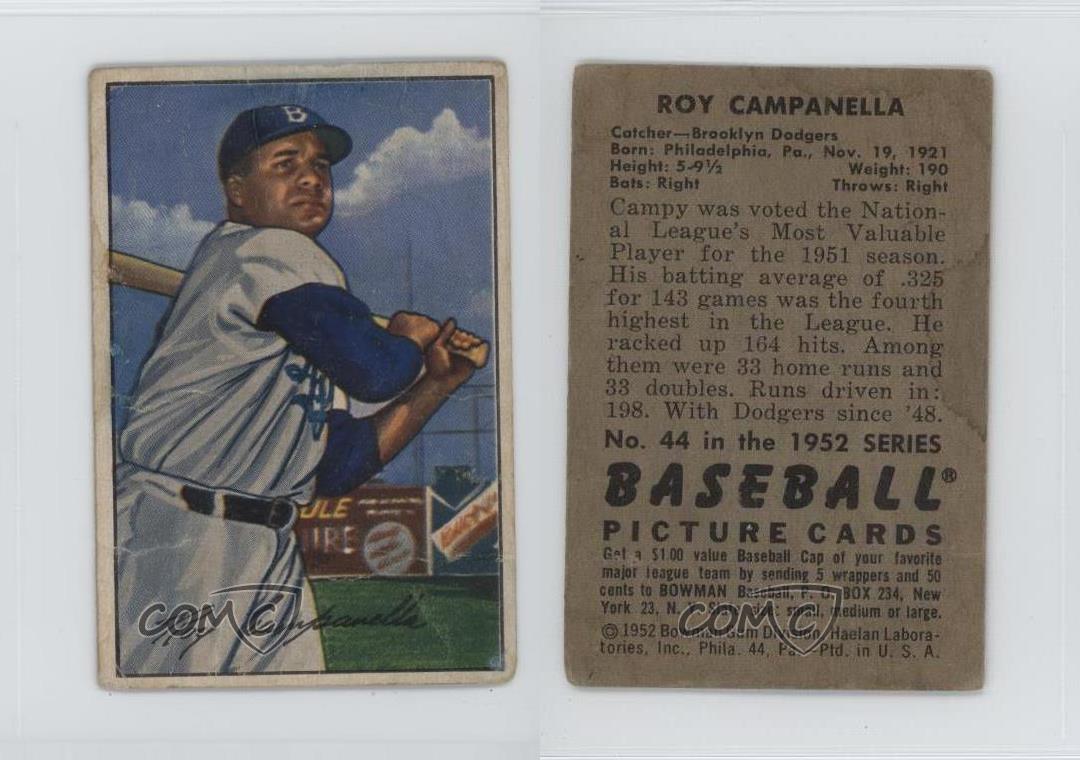 B
ULE
IRE
Roy Campanella
COMC
ROY CAMPANELLA
Catcher—Brooklyn Dodgers
Born: Philadelphia, Pa., Nov. 19, 1921
Height: 5-9½ Weight: 190
Bats: Right Throws: Right
Campy was voted the Nation-
al League's Most Valuable
Player for the 1951 season.
His batting average of .325
for 143 games was the fourth
highest in the League. He
racked up 164 hits. Among
them were 33 home runs and
33 doubles. Runs driven in:
198. With Dodgers since '48.
No. 44 in the 1952 SERIES
BASEBALL®
PICTURE CARDS
Get a $1.00 value Baseball Cap of your favorite
major league team by sending 5 wrappers and 50
cents to BOWMAN Baseball, P. O. BOX 234, New
York 23, N. Y. State size: small, medium or large.
© 1952 Bowman Gum Division, Haelan Labora-
tories, Inc., Phila. 44, Pa.—Ptd. in U. S. A.
COMC